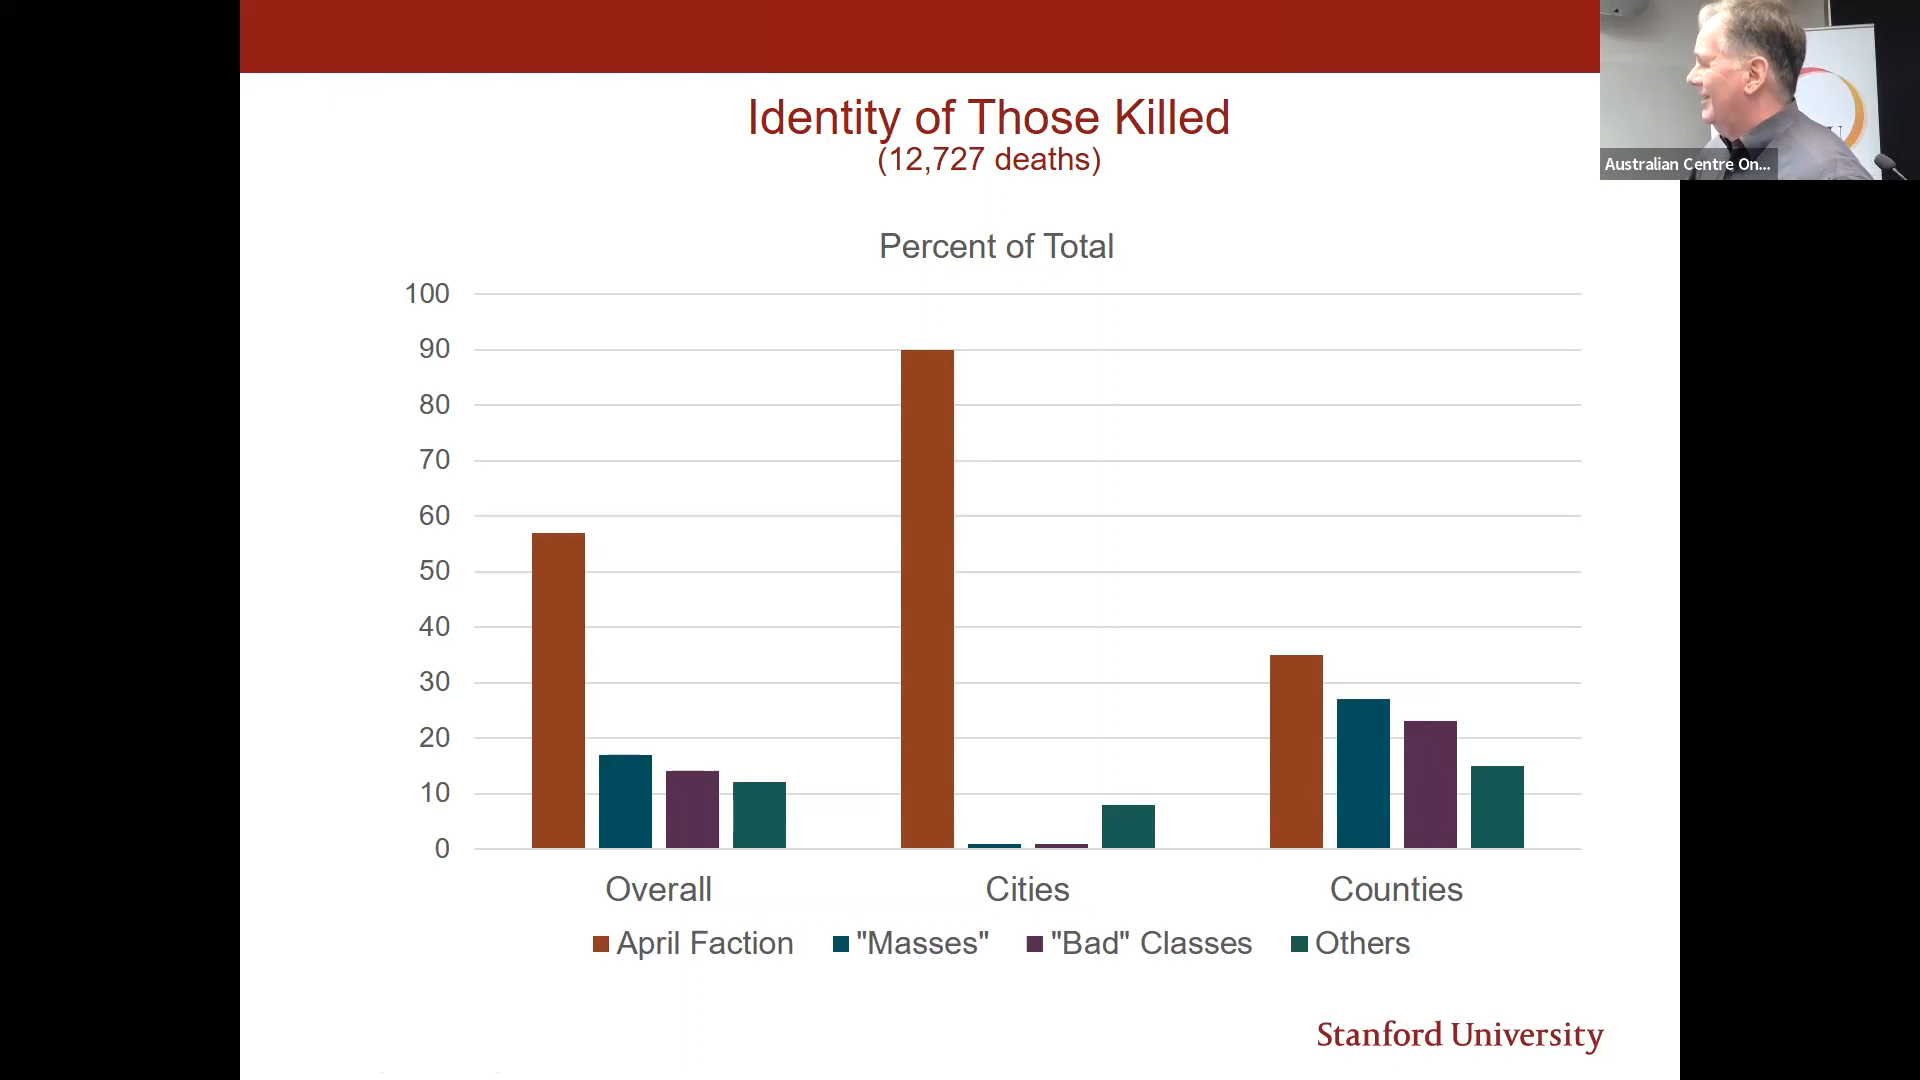 Identity of Those Killed
(12,727 deaths)
Australian Centre On...
Percent of Total
100
90
80
70
60
50
40
30
20
10
0
Overall
Cities
Counties
April Faction
"Masses"
"Bad" Classes
Others
Stanford University